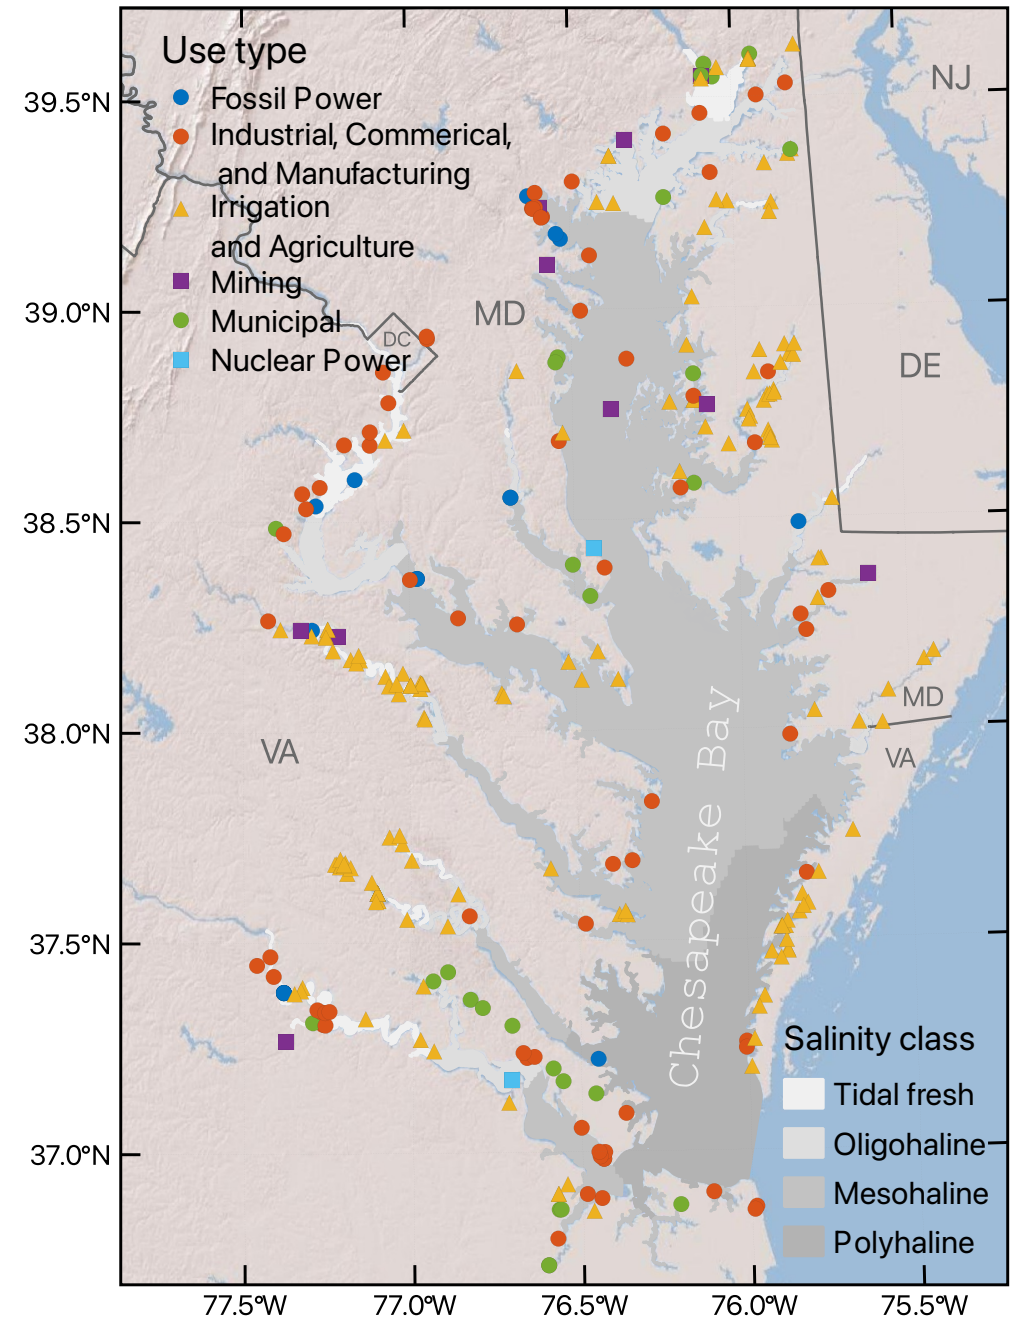 Use type
Fossil Power
Industrial, Commerical,
and Manufacturing
Irrigation
and Agriculture
Mining
Municipal
Nuclear Power
NJ
MD
DC
DE
MD
VA
VA
Chesapeake Bay
Salinity class
Tidal fresh
Oligohaline
Mesohaline
Polyhaline
39.5°N
39.0°N
38.5°N
38.0°N
37.5°N
37.0°N
77.5°W
77.0°W
76.5°W
76.0°W
75.5°W